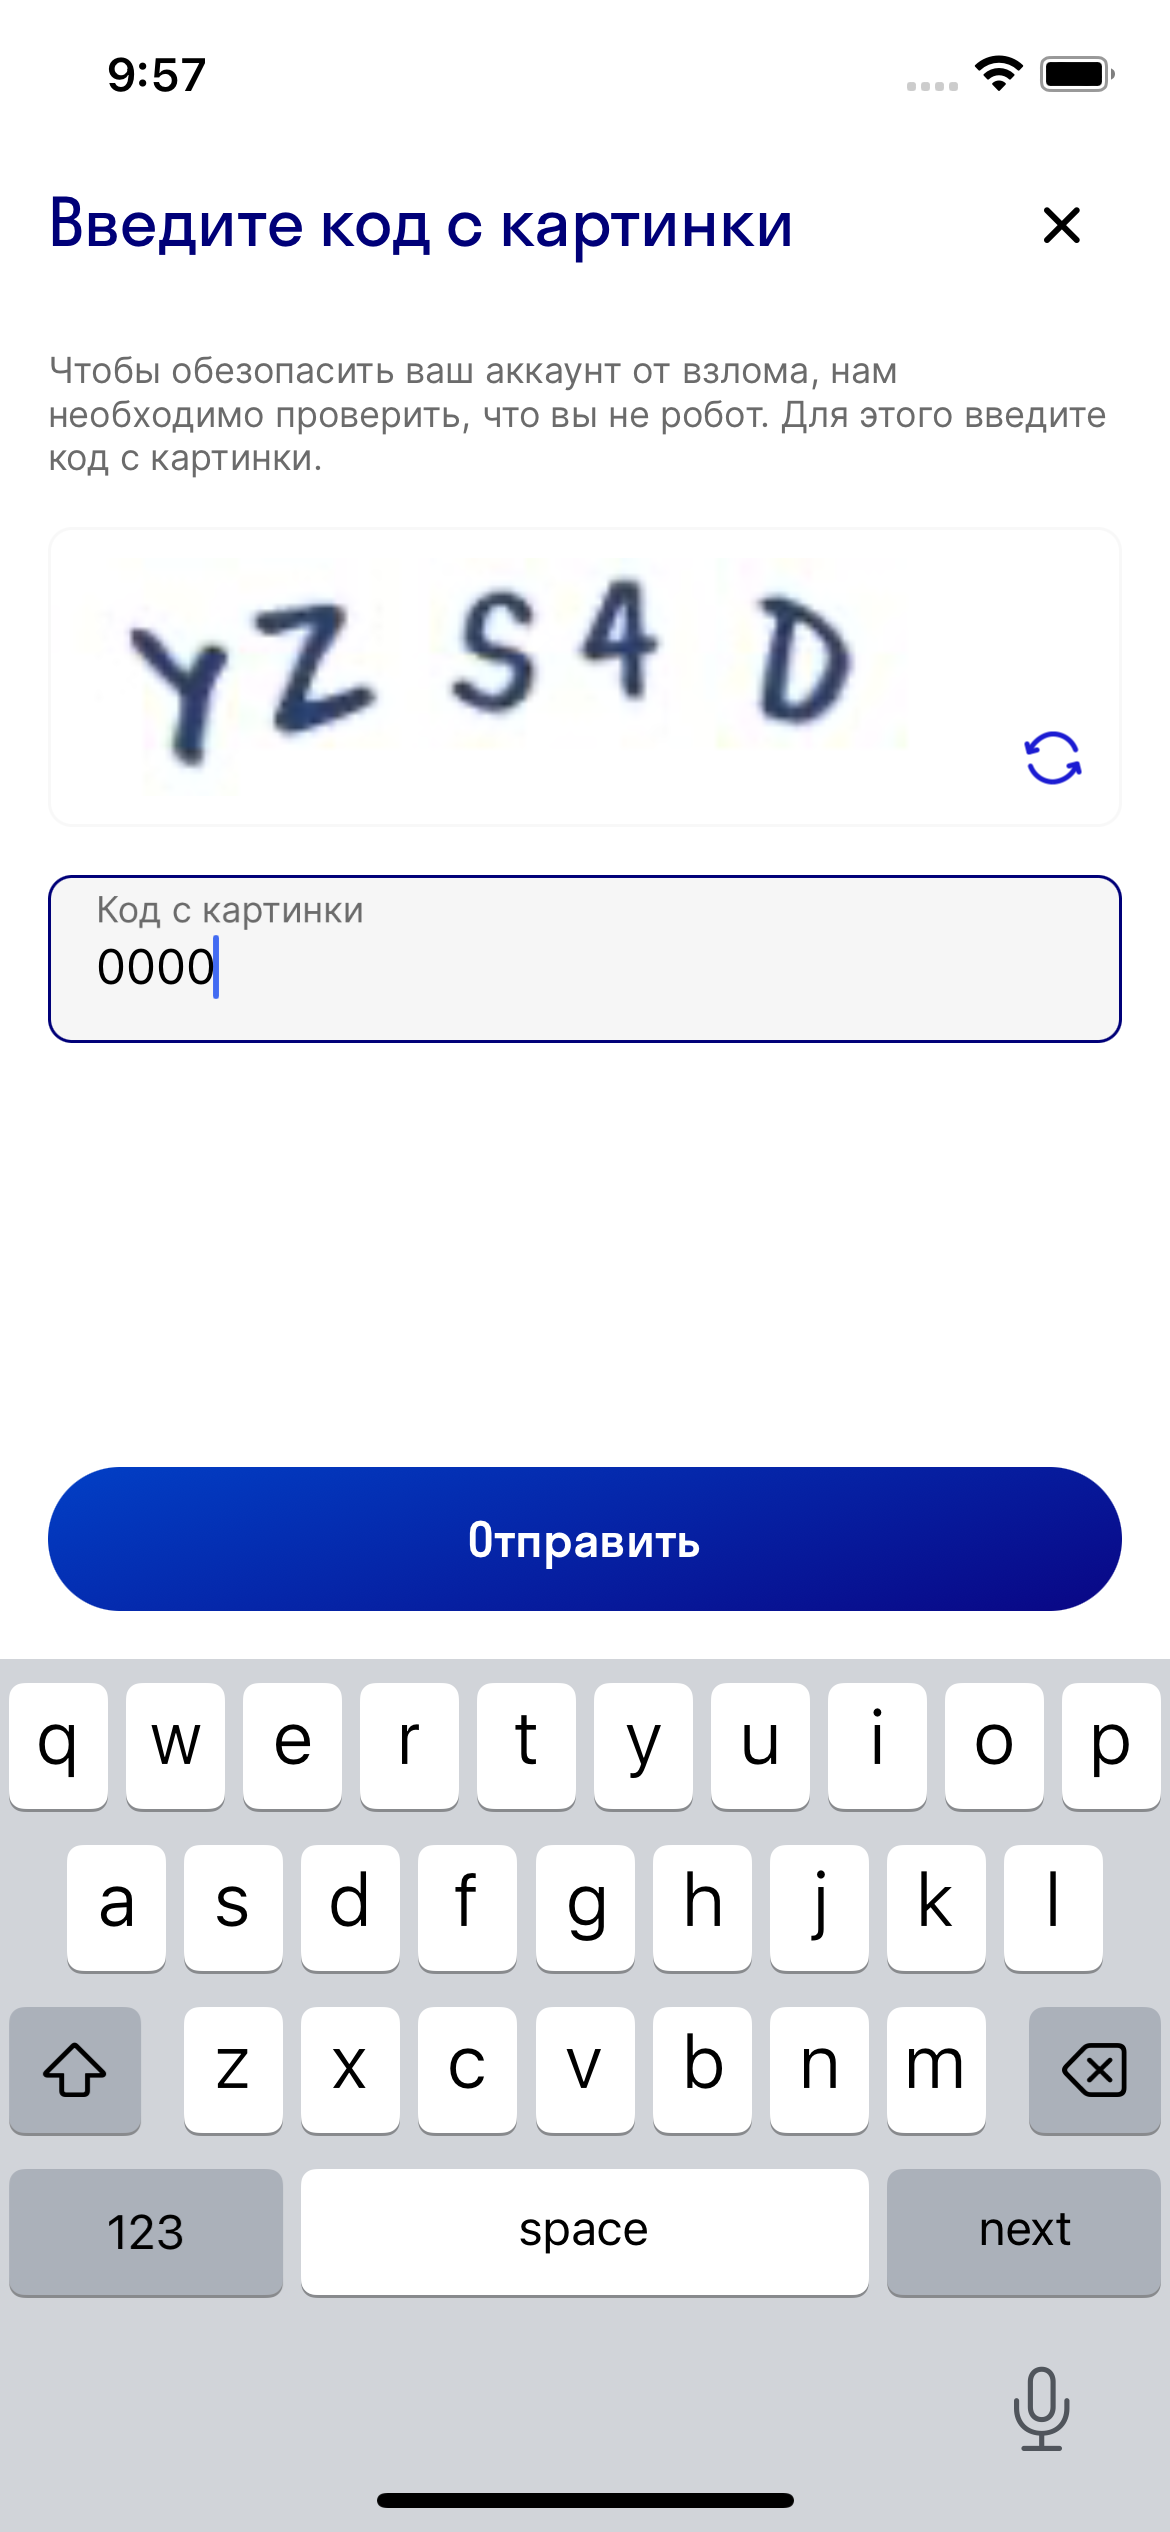 9:57
Введите код с картинки
Чтобы обезопасить ваш аккаунт от взлома, нам
необходимо проверить, что вы не робот. Для этого введите
код с картинки.
YZS4D
Код с картинки
0000
Отправить
q w e r t y u i o p
a s d f g h j k l
z x c v b n m
123 space next